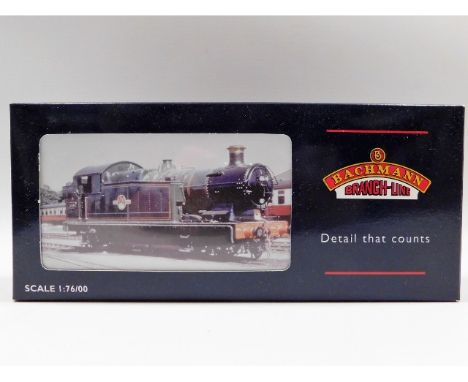 B
BACHMANN
BRANCH-LINE
Detail that counts
SCALE 1:76/00